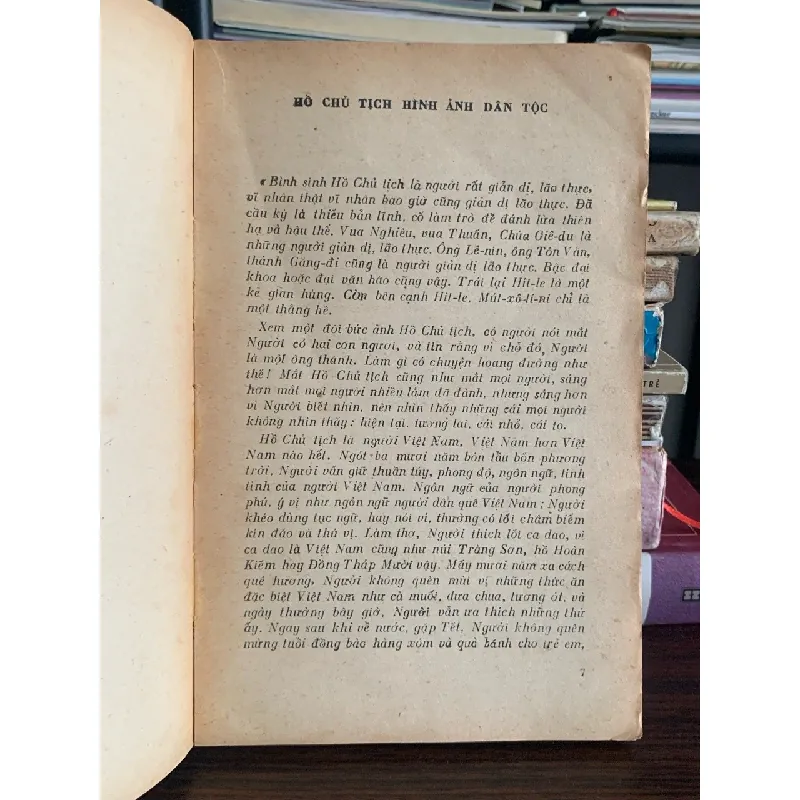 HỒ CHỦ TỊCH HÌNH ẢNH DÂN TỘC
« Bình sinh Hồ Chủ tịch là người rất giản dị, lão thực,
vĩ nhân thật vĩ nhân bao giờ cũng giản dị lão thực. Đã
cầu kỳ là thiếu bản lĩnh, cố làm trò để đánh lừa thiên
hạ và hậu thế. Vua Nghiêu, vua Thuấn, Chúa Giê-du là
những người giản dị, lão thực. Ông Lê-nin, ông Tôn Văn,
thánh Găng-đi cũng là người giản dị lão thực. Bậc đại
khoa hoặc đại văn hào cũng vậy. Trái lại Hít-le là một
kẻ gian hùng. Còn bên cạnh Hít-le, Mút-xô-li-ni chỉ là
một thằng hề.
Xem một đôi bức ảnh Hồ Chủ tịch, có người nói mắt
Người có hai con ngươi, và tin rằng vì chỗ đó, Người
là một ông thánh. Làm gì có chuyện hoang đường như
thế! Mắt Hồ Chủ tịch cũng như mắt mọi người, sáng
hơn mắt mọi người nhiều lắm đã đành, nhưng sáng hơn
vì Người biết nhìn, nên nhìn thấy những cái mọi người
không nhìn thấy: hiện tại, tương lai, cái nhỏ, cái to.
Hồ Chủ tịch là người Việt Nam, Việt Nam hơn Việt
Nam nào hết. Ngót ba mươi năm bôn tẩu bốn phương
trời, Người vẫn giữ thuần túy, phong độ, ngôn ngữ, tính
tình của người Việt Nam. Ngôn ngữ của người phong
phú, ý vị như ngôn ngữ người dân quê Việt Nam: Người
khéo dùng tục ngữ, hay nói ví, thường có lối châm biếm
kín đáo và thú vị. Làm thơ, Người thích lối ca dao, vì
ca dao là Việt Nam cũng như núi Tràng Sơn, hồ Hoàn
Kiếm hay Đồng Tháp Mười vậy. Mấy mươi năm xa cách
quê hương, Người không quên mùi vị những thức ăn
đặc biệt Việt Nam như cà muối, dưa chua, tương ớt, và
ngày thường bây giờ, Người vẫn ưa thích những thứ
ấy. Ngay sau khi về nước, gặp Tết, Người không quên
mừng tuổi đồng bào hàng xóm và quà bánh cho trẻ em,
7
TRẺ